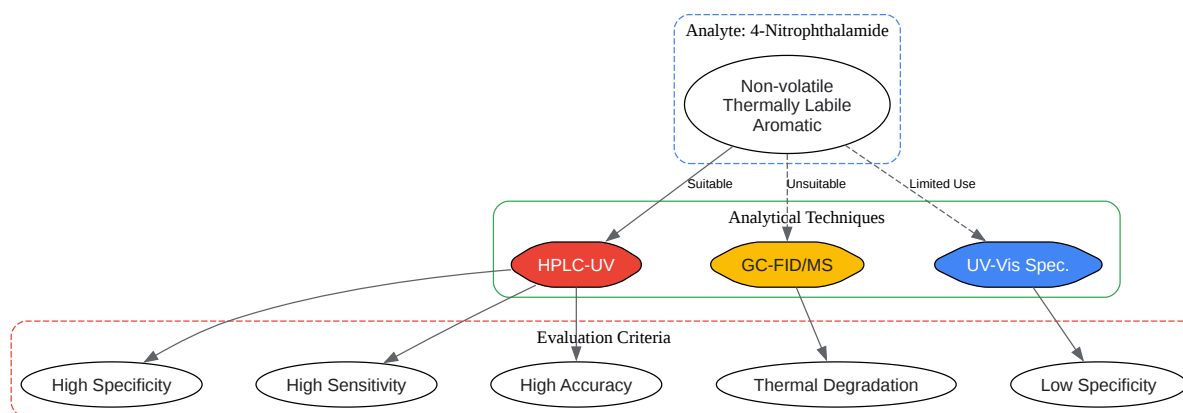 Analyte: 4-Nitrophthalamide
Non-volatile
Thermally Labile
Aromatic
Suitable
Unsuitable
Limited Use
Analytical Techniques
HPLC-UV
GC-FID/MS
UV-Vis Spec.
Evaluation Criteria
High Specificity
High Sensitivity
High Accuracy
Thermal Degradation
Low Specificity